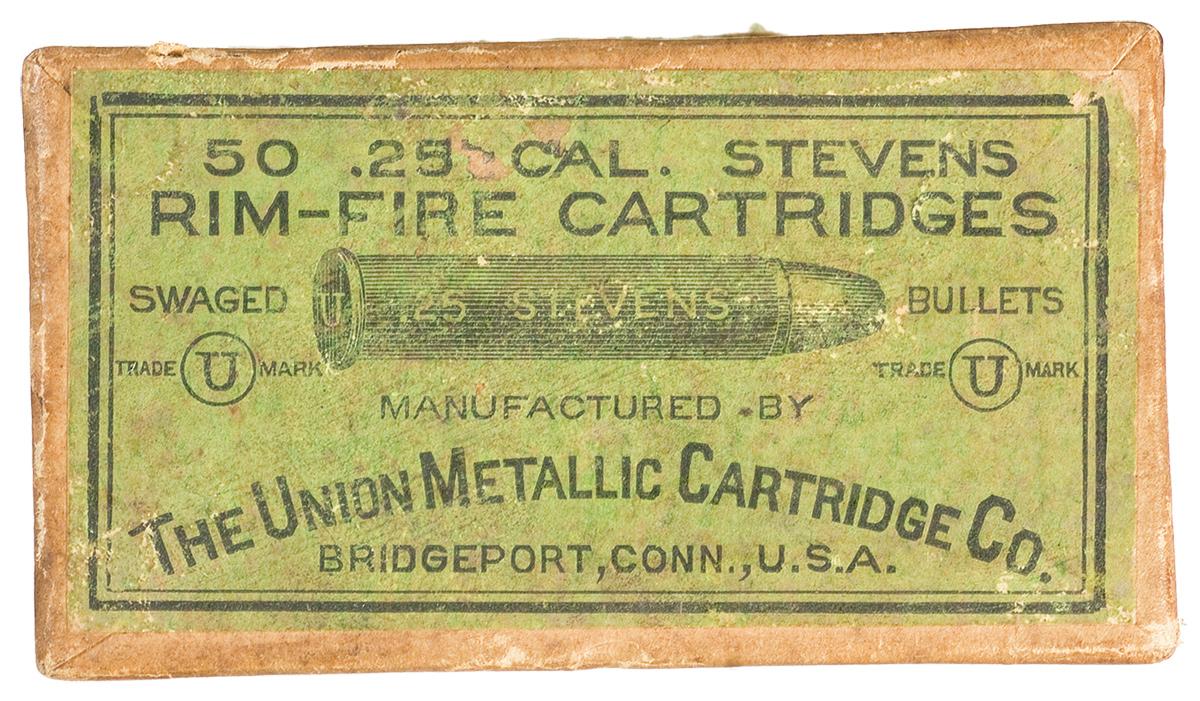 50 .25 CAL. STEVENS
RIM-FIRE CARTRIDGES
SWAGED U .25 STEVENS BULLETS
TRADE U MARK TRADE U MARK
MANUFACTURED BY
THE UNION METALLIC CARTRIDGE CO.
BRIDGEPORT, CONN., U.S.A.